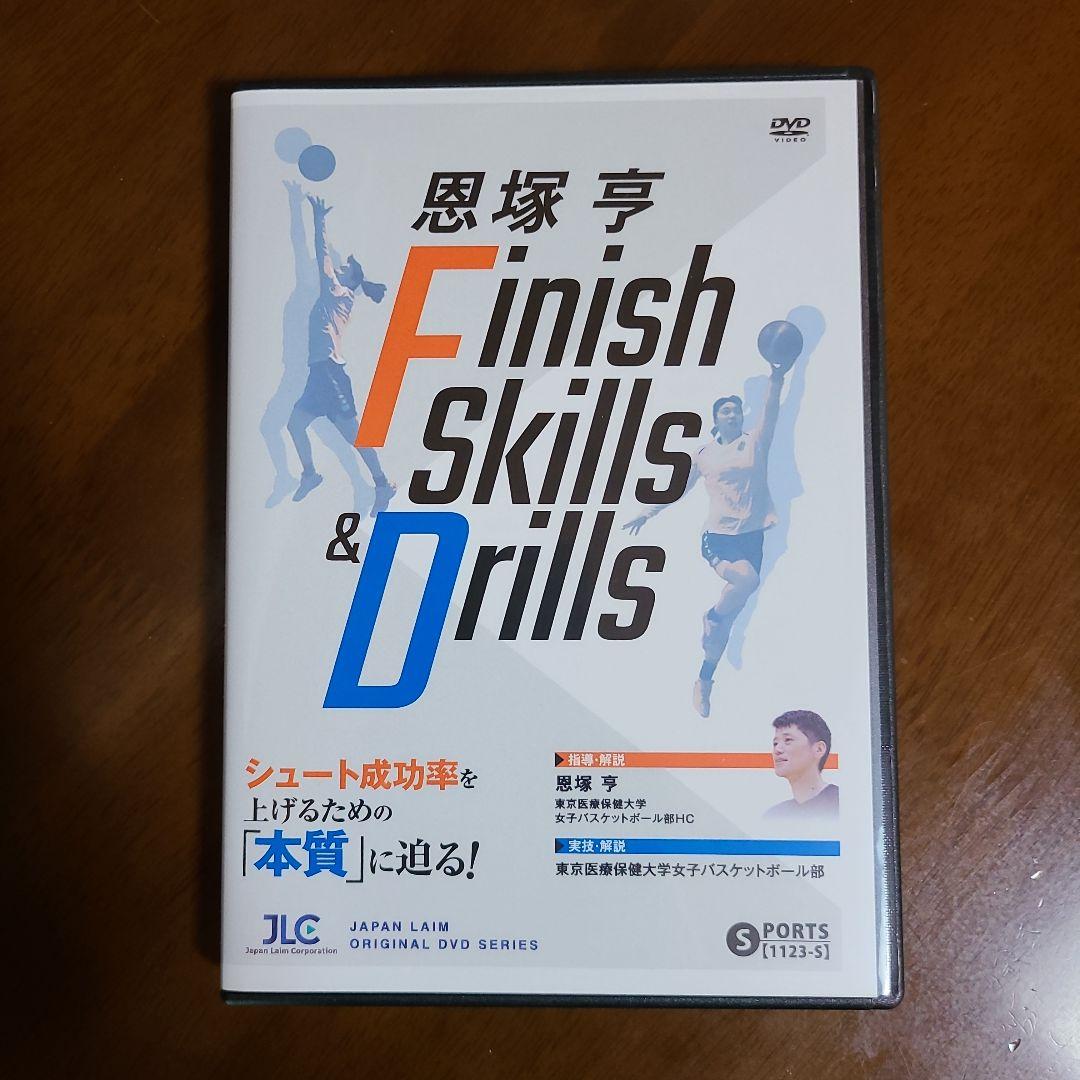 DVD
VIDEO
恩塚 亨
Finish
Skills
& Drills
シュート成功率を
上げるための
「本質」に迫る!
指導・解説
恩塚 亨
東京医療保健大学
女子バスケットボール部HC
実技・解説
東京医療保健大学女子バスケットボール部
JLC
Japan Laim Corporation
JAPAN LAIM
ORIGINAL DVD SERIES
SPORTS
【1123-S】